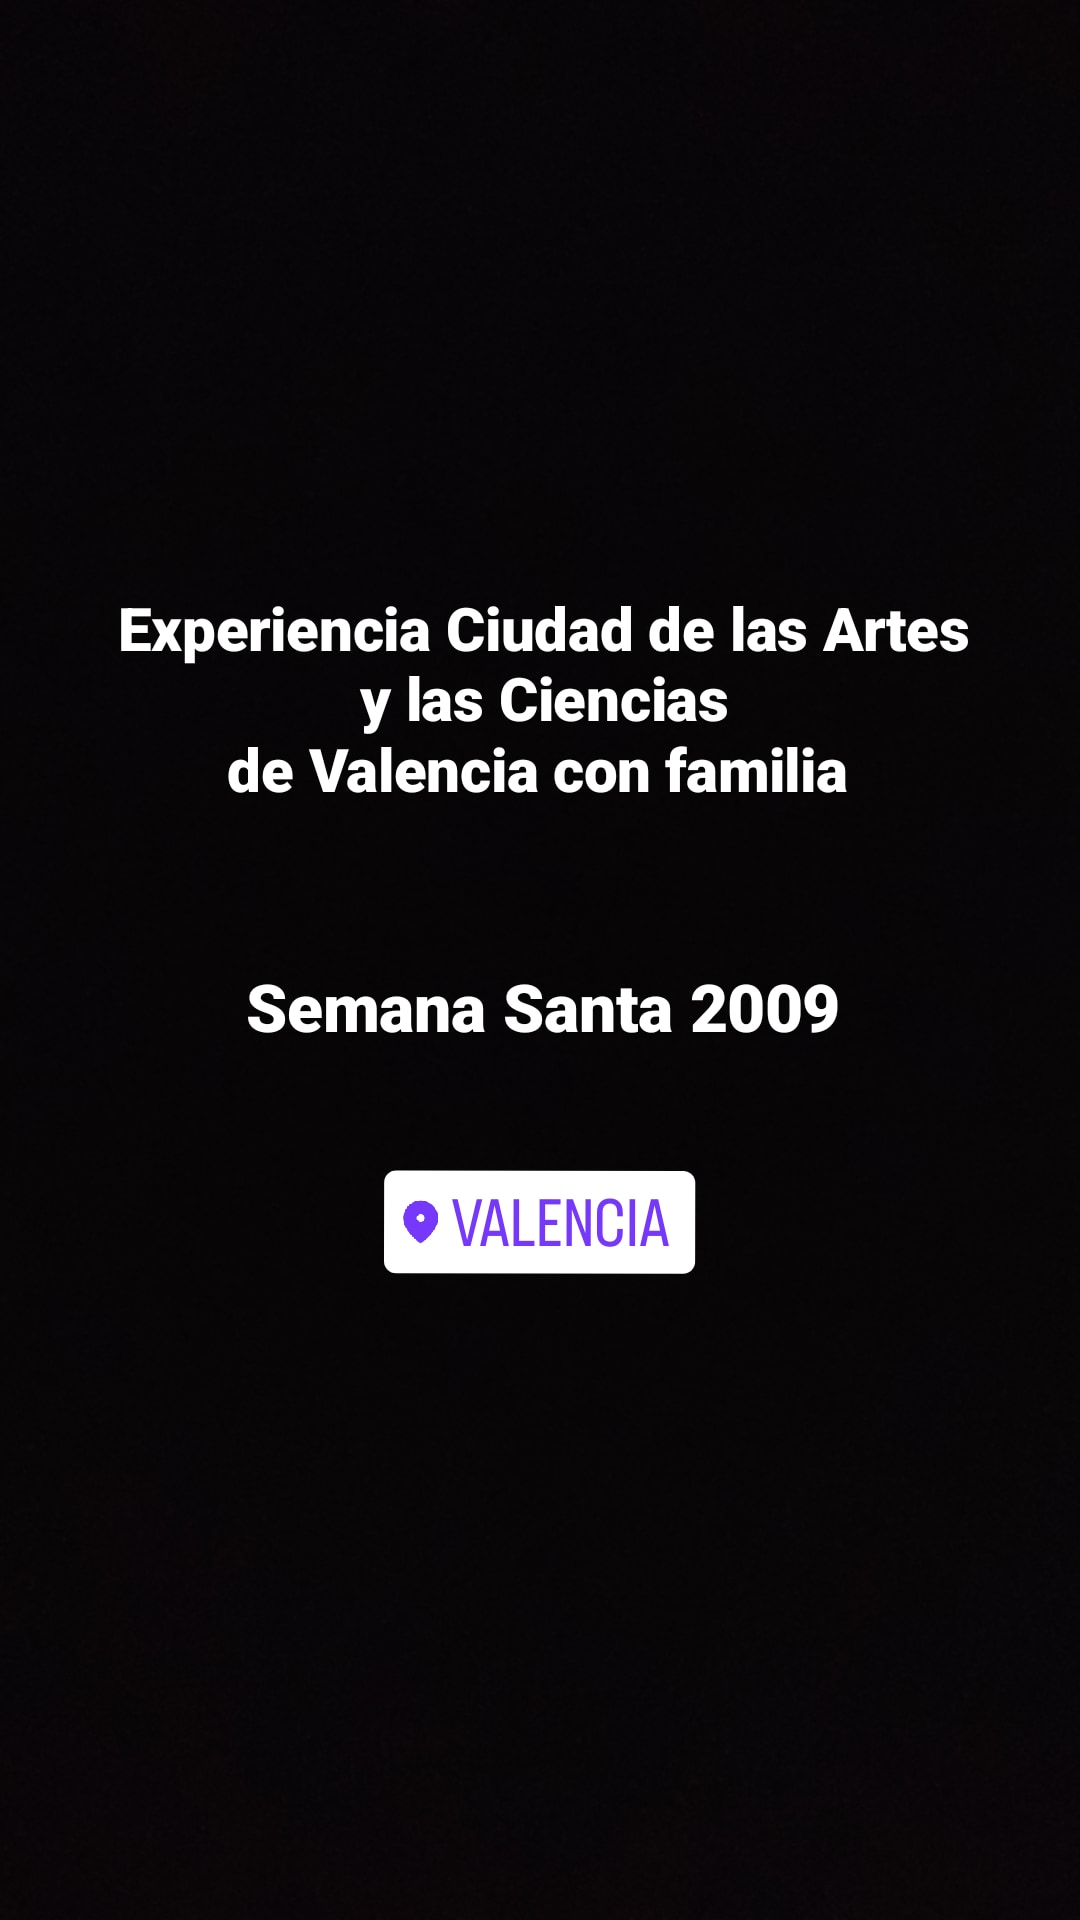 Experiencia Ciudad de las Artes
y las Ciencias
de Valencia con familia
Semana Santa 2009
VALENCIA